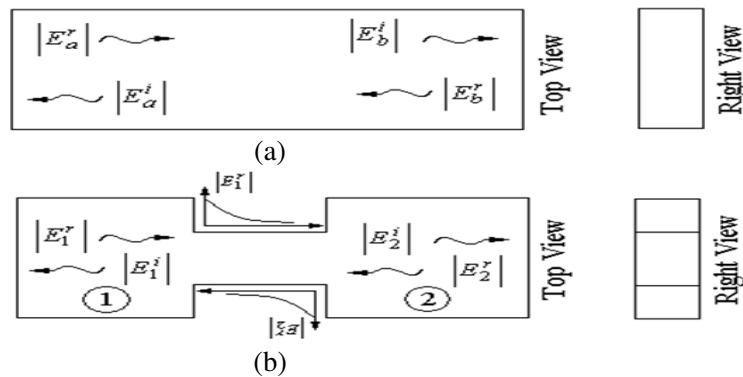 |E_a^r| |E_b^i|
|E_a^i| |E_b^r|
Top View
Right View
(a)
|E_1^r|
|E_1^r| |E_2^i|
|E_1^i| |E_2^r|
1 2
|E_2^r|
Top View
Right View
(b)